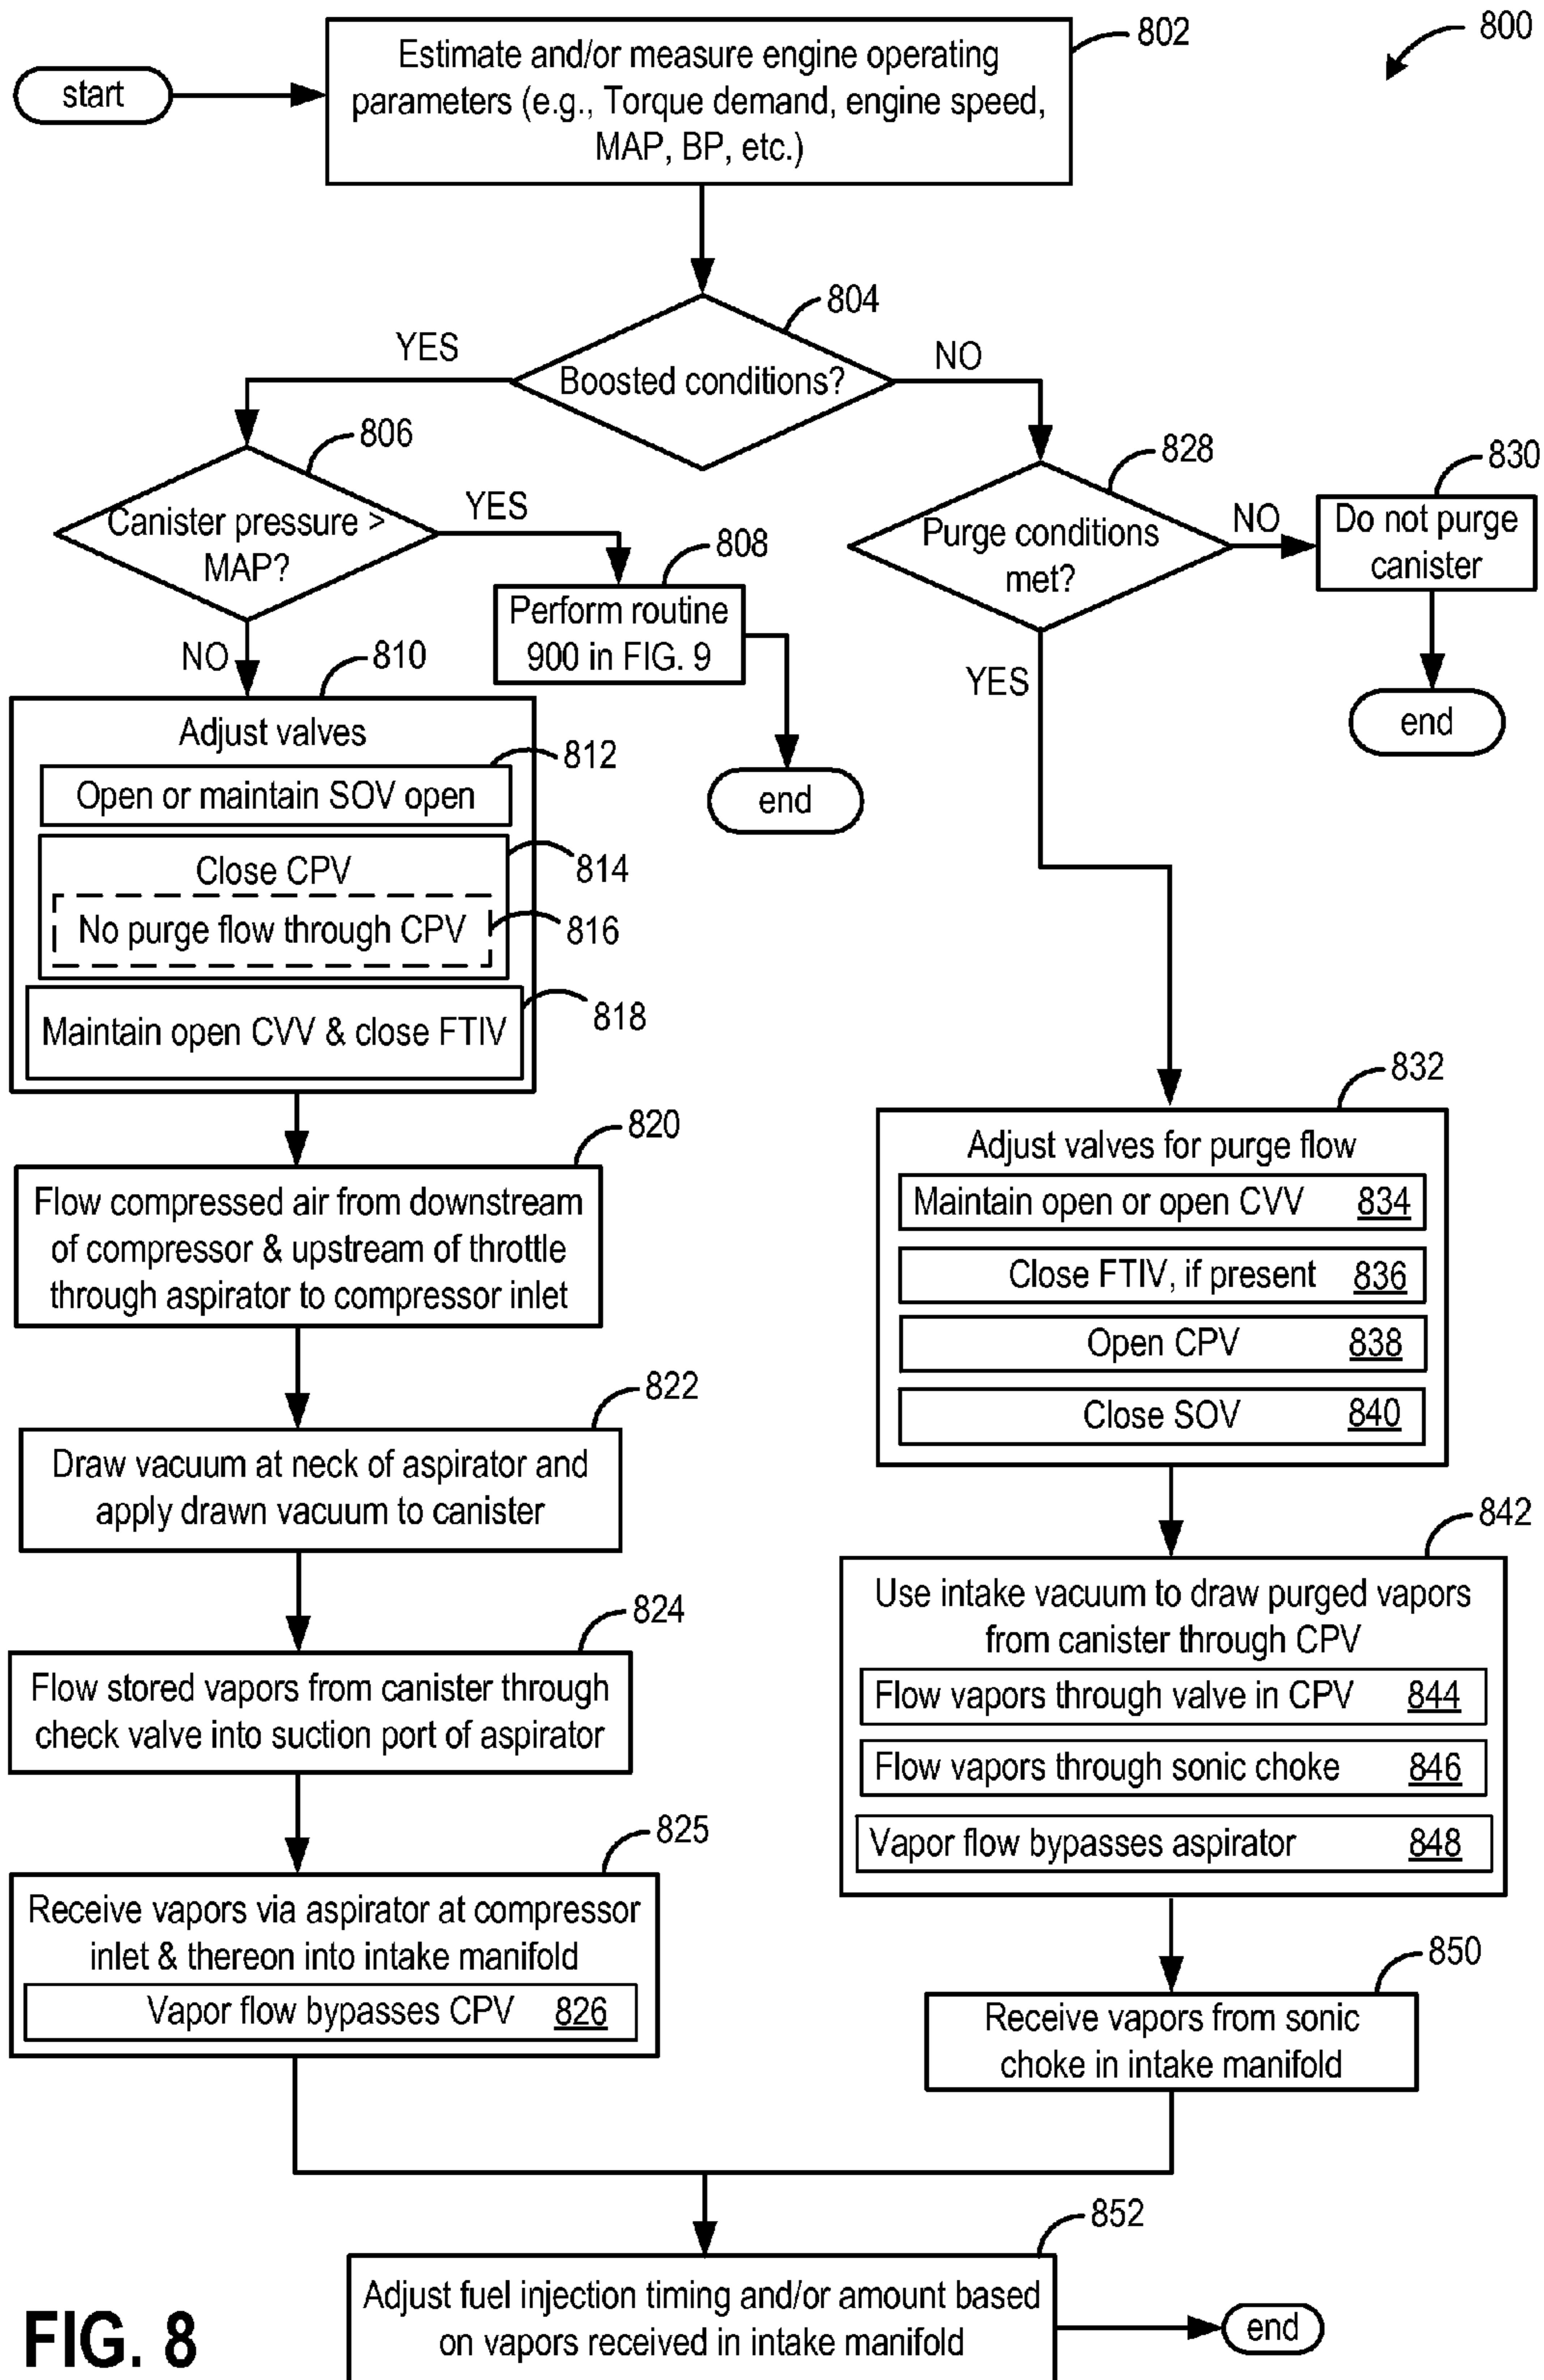 800
802
Estimate and/or measure engine operating
parameters (e.g., Torque demand, engine speed,
MAP, BP, etc.)
start
804
Boosted conditions?
YES
NO
806
Canister pressure >
MAP?
YES
NO
808
Perform routine
900 in FIG. 9
end
828
Purge conditions
met?
NO
YES
830
Do not purge
canister
end
810
Adjust valves
812
Open or maintain SOV open
814
Close CPV
816
No purge flow through CPV
818
Maintain open CVV & close FTIV
820
Flow compressed air from downstream
of compressor & upstream of throttle
through aspirator to compressor inlet
822
Draw vacuum at neck of aspirator and
apply drawn vacuum to canister
824
Flow stored vapors from canister through
check valve into suction port of aspirator
825
Receive vapors via aspirator at compressor
inlet & thereon into intake manifold
Vapor flow bypasses CPV 826
832
Adjust valves for purge flow
Maintain open or open CVV 834
Close FTIV, if present 836
Open CPV 838
Close SOV 840
842
Use intake vacuum to draw purged vapors
from canister through CPV
Flow vapors through valve in CPV 844
Flow vapors through sonic choke 846
Vapor flow bypasses aspirator 848
850
Receive vapors from sonic
choke in intake manifold
852
Adjust fuel injection timing and/or amount based
on vapors received in intake manifold
end
FIG. 8